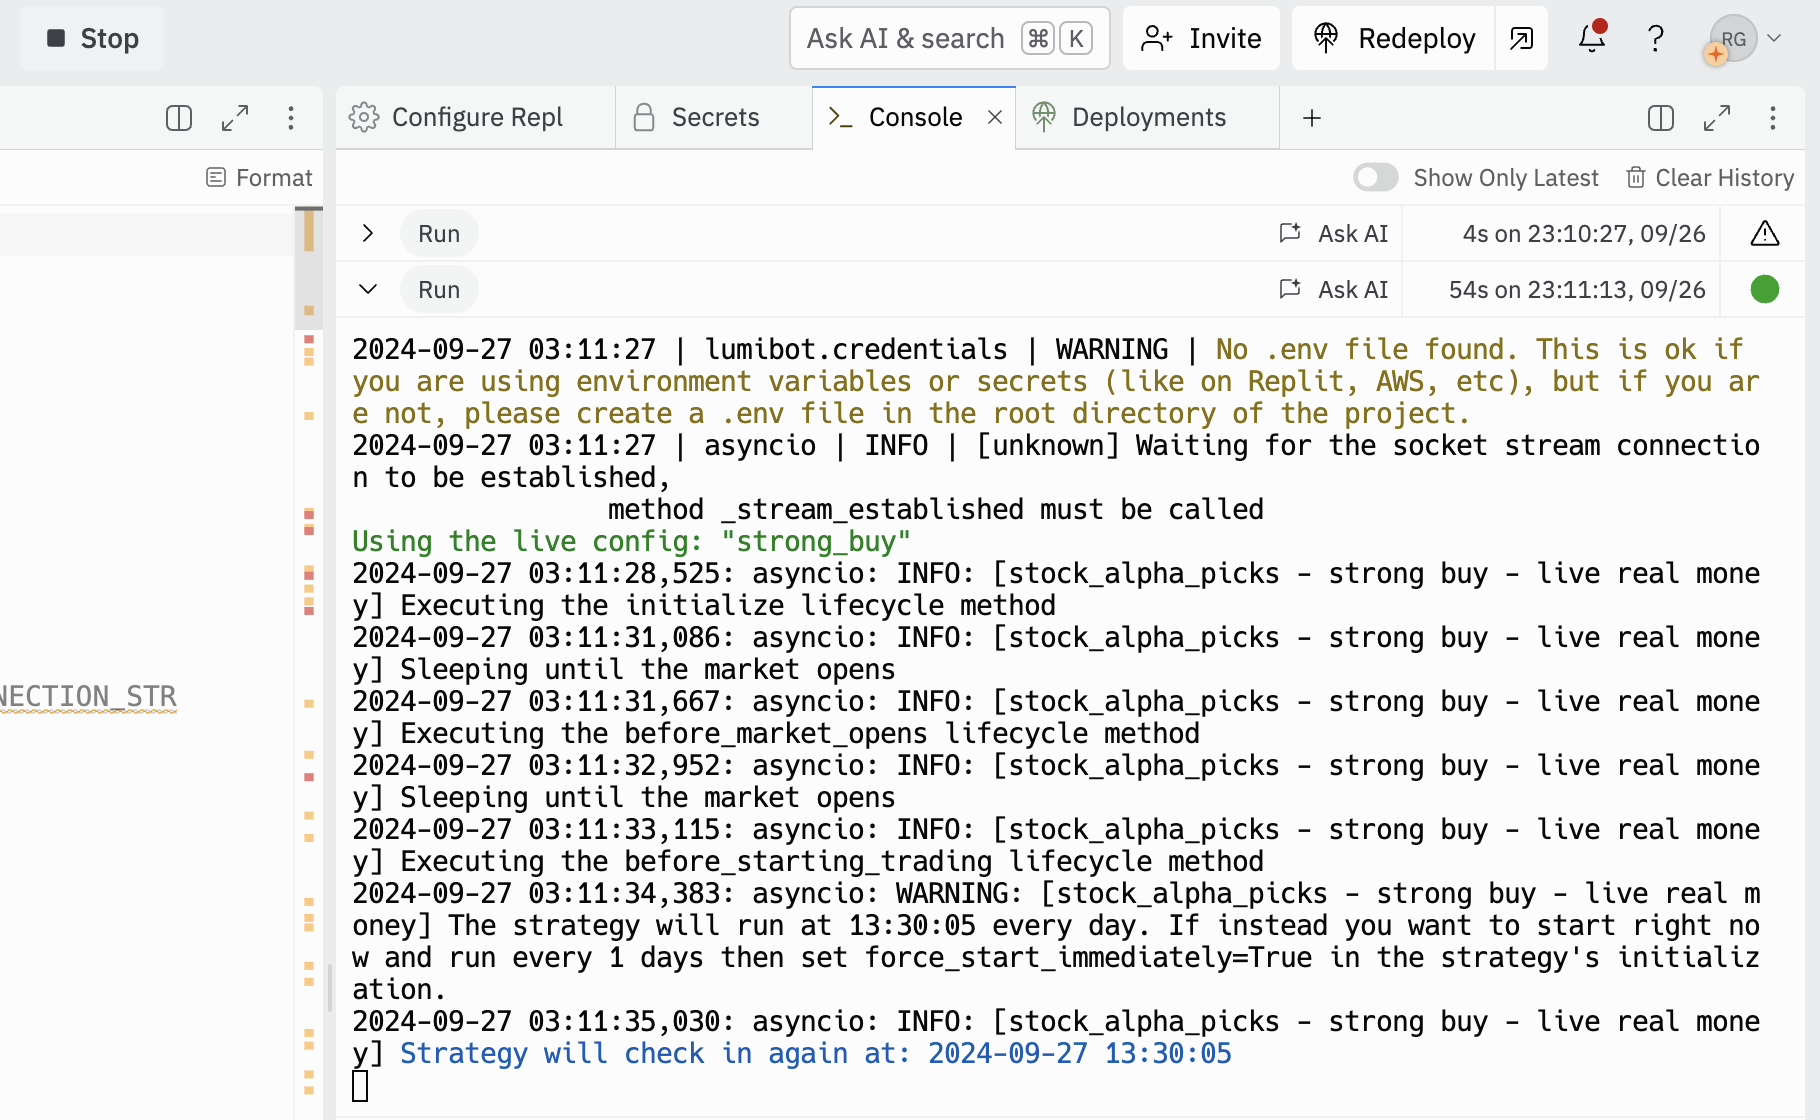 Stop
Ask AI & search ⌘ K
Invite
Redeploy
?
RG
Configure Repl
Secrets
Console
Deployments
Format
Show Only Latest
Clear History
Run
Ask AI
4s on 23:10:27, 09/26
Run
Ask AI
54s on 23:11:13, 09/26
NECTION_STR
2024-09-27 03:11:27 | lumibot.credentials | WARNING | No .env file found. This is ok if
you are using environment variables or secrets (like on Replit, AWS, etc), but if you ar
e not, please create a .env file in the root directory of the project.
2024-09-27 03:11:27 | asyncio | INFO | [unknown] Waiting for the socket stream connectio
n to be established,
method _stream_established must be called
Using the live config: "strong_buy"
2024-09-27 03:11:28,525: asyncio: INFO: [stock_alpha_picks - strong buy - live real mone
y] Executing the initialize lifecycle method
2024-09-27 03:11:31,086: asyncio: INFO: [stock_alpha_picks - strong buy - live real mone
y] Sleeping until the market opens
2024-09-27 03:11:31,667: asyncio: INFO: [stock_alpha_picks - strong buy - live real mone
y] Executing the before_market_opens lifecycle method
2024-09-27 03:11:32,952: asyncio: INFO: [stock_alpha_picks - strong buy - live real mone
y] Sleeping until the market opens
2024-09-27 03:11:33,115: asyncio: INFO: [stock_alpha_picks - strong buy - live real mone
y] Executing the before_starting_trading lifecycle method
2024-09-27 03:11:34,383: asyncio: WARNING: [stock_alpha_picks - strong buy - live real m
oney] The strategy will run at 13:30:05 every day. If instead you want to start right no
w and run every 1 days then set force_start_immediately=True in the strategy's initializ
ation.
2024-09-27 03:11:35,030: asyncio: INFO: [stock_alpha_picks - strong buy - live real mone
y] Strategy will check in again at: 2024-09-27 13:30:05